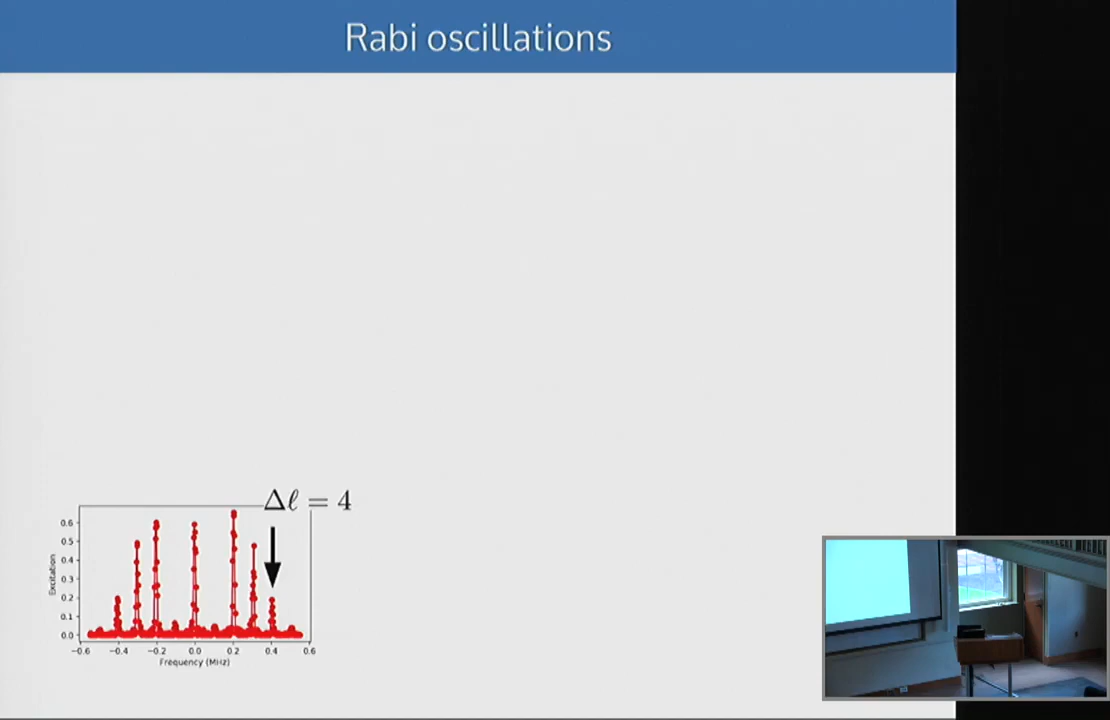 Rabi oscillations
Δℓ = 4
0.6
0.5
0.4
0.3
0.2
0.1
0.0
Excitation
−0.6 −0.4 −0.2 0.0 0.2 0.4 0.6
Frequency (MHz)